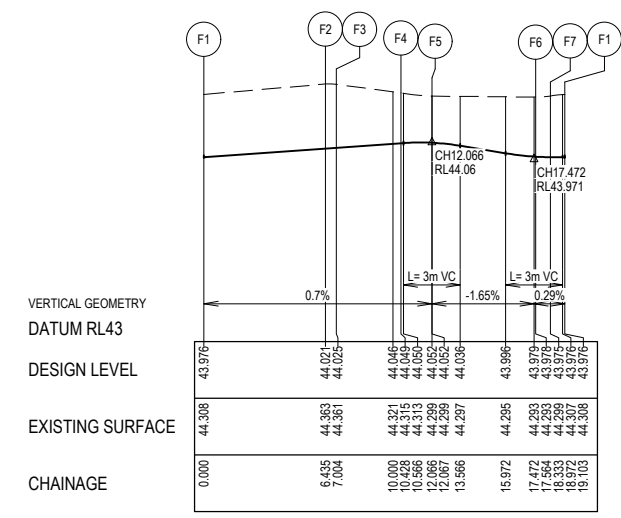 F1 F2 F3 F4 F5 F6 F7 F1
CH12.066
RL44.06
CH17.472
RL43.971
L= 3m VC L= 3m VC
VERTICAL GEOMETRY 0.7% -1.65% 0.29%
DATUM RL43
DESIGN LEVEL 43.976 44.021 44.025 44.046 44.049 44.050 44.052 44.052 44.036 43.996 43.979 43.978 43.975 43.976 43.976
EXISTING SURFACE 44.308 44.363 44.361 44.321 44.315 44.313 44.299 44.299 44.297 44.295 44.293 44.293 44.299 44.307 44.308
CHAINAGE 0.000 6.435 7.004 10.000 10.428 10.566 12.066 12.067 13.566 15.972 17.472 17.564 18.333 18.972 19.103